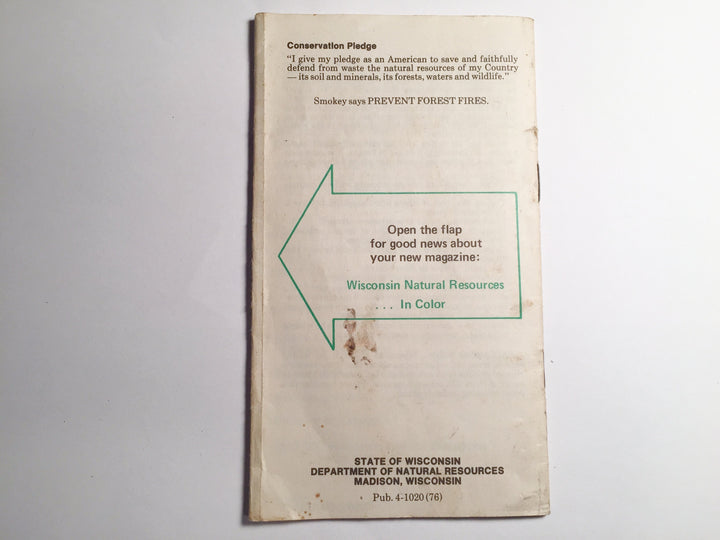 Conservation Pledge
"I give my pledge as an American to save and faithfully
defend from waste the natural resources of my Country
— its soil and minerals, its forests, waters and wildlife."
Smokey says PREVENT FOREST FIRES.
Open the flap
for good news about
your new magazine:
Wisconsin Natural Resources
... In Color
STATE OF WISCONSIN
DEPARTMENT OF NATURAL RESOURCES
MADISON, WISCONSIN
Pub. 4-1020 (76)